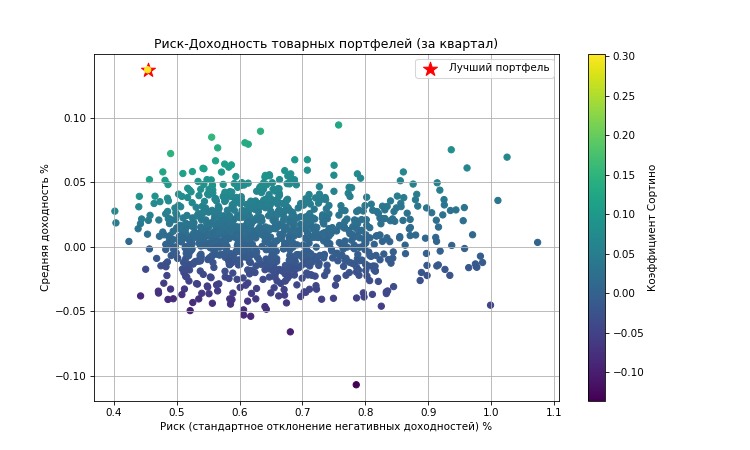 Риск-Доходность товарных портфелей (за квартал)
Лучший портфель
Средняя доходность %
0.10
0.05
0.00
−0.05
−0.10
0.4 0.5 0.6 0.7 0.8 0.9 1.0 1.1
Риск (стандартное отклонение негативных доходностей) %
0.30
0.25
0.20
0.15
0.10
0.05
0.00
−0.05
−0.10
Коэффициент Сортино